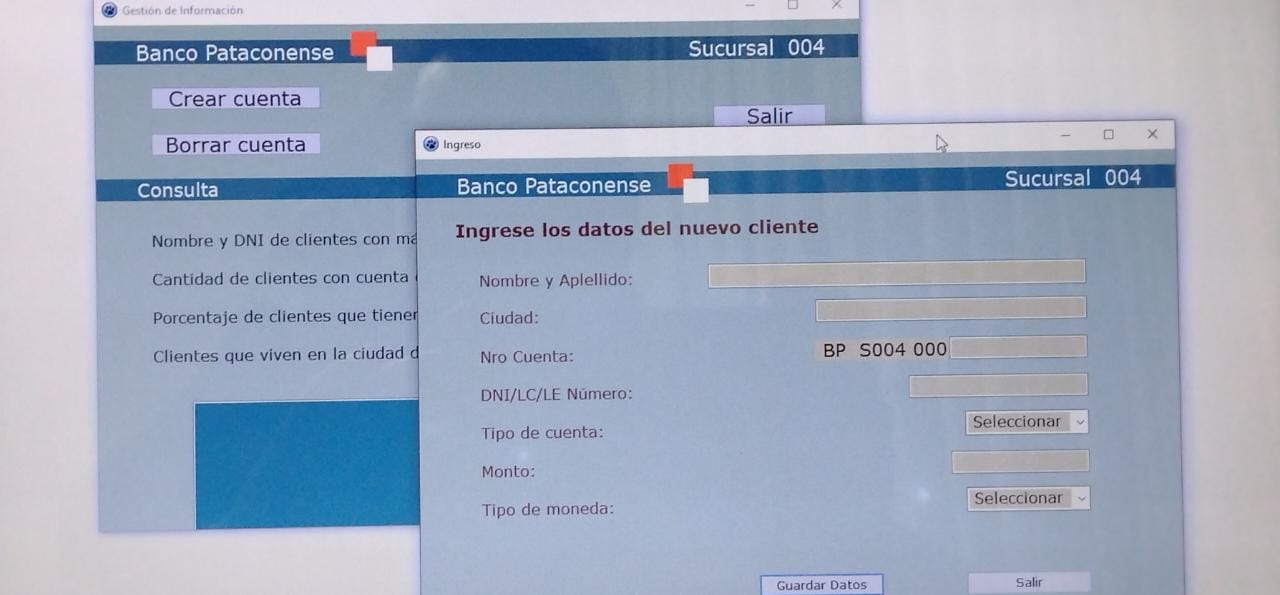 Gestión de Información
Banco Pataconense
Sucursal 004
Crear cuenta
Salir
Borrar cuenta
Consulta
Nombre y DNI de clientes con
Cantidad de clientes con cuenta
Porcentaje de clientes que
Clientes que viven en la ciudad
Ingreso
Banco Pataconense
Sucursal 004
Ingrese los datos del nuevo cliente
Nombre y Aplellido:
Ciudad:
Nro Cuenta:
BP S004 000
DNI/LC/LE Número:
Tipo de cuenta:
Seleccionar
Monto:
Tipo de moneda:
Seleccionar
Guardar Datos
Salir